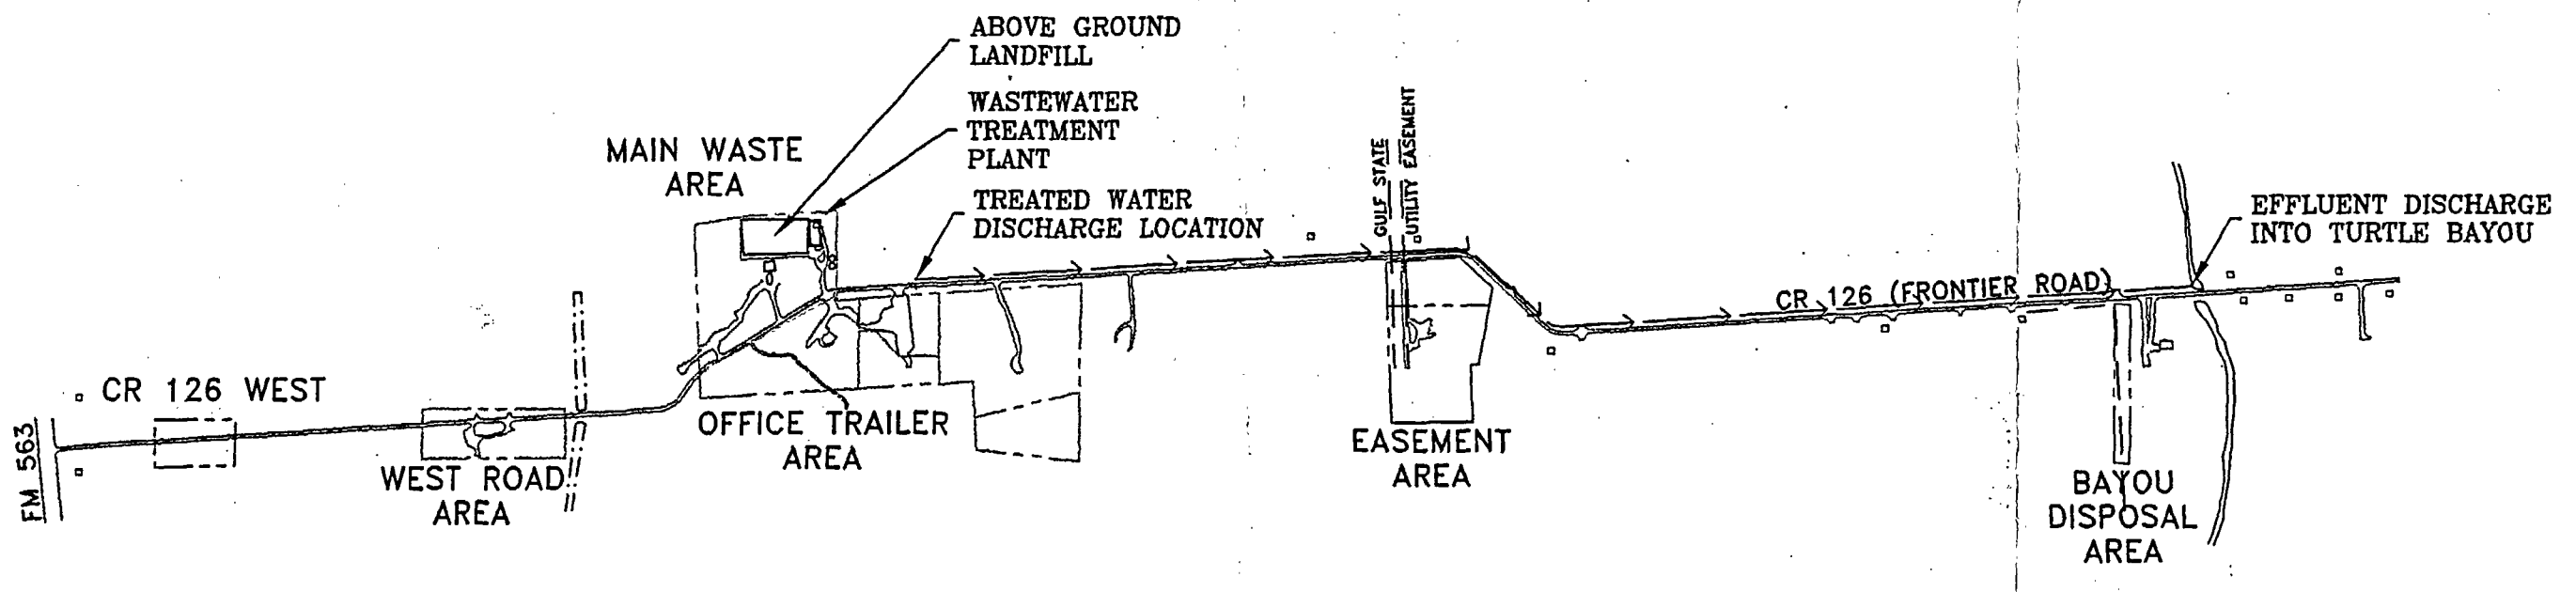 ABOVE GROUND
LANDFILL
WASTEWATER
TREATMENT
PLANT
MAIN WASTE
AREA
TREATED WATER
DISCHARGE LOCATION
GULF STATE
UTILITY EASEMENT
EFFLUENT DISCHARGE
INTO TURTLE BAYOU
CR 126 (FRONTIER ROAD)
CR 126 WEST
FM 563
WEST ROAD
AREA
OFFICE TRAILER
AREA
EASEMENT
AREA
BAYOU
DISPOSAL
AREA